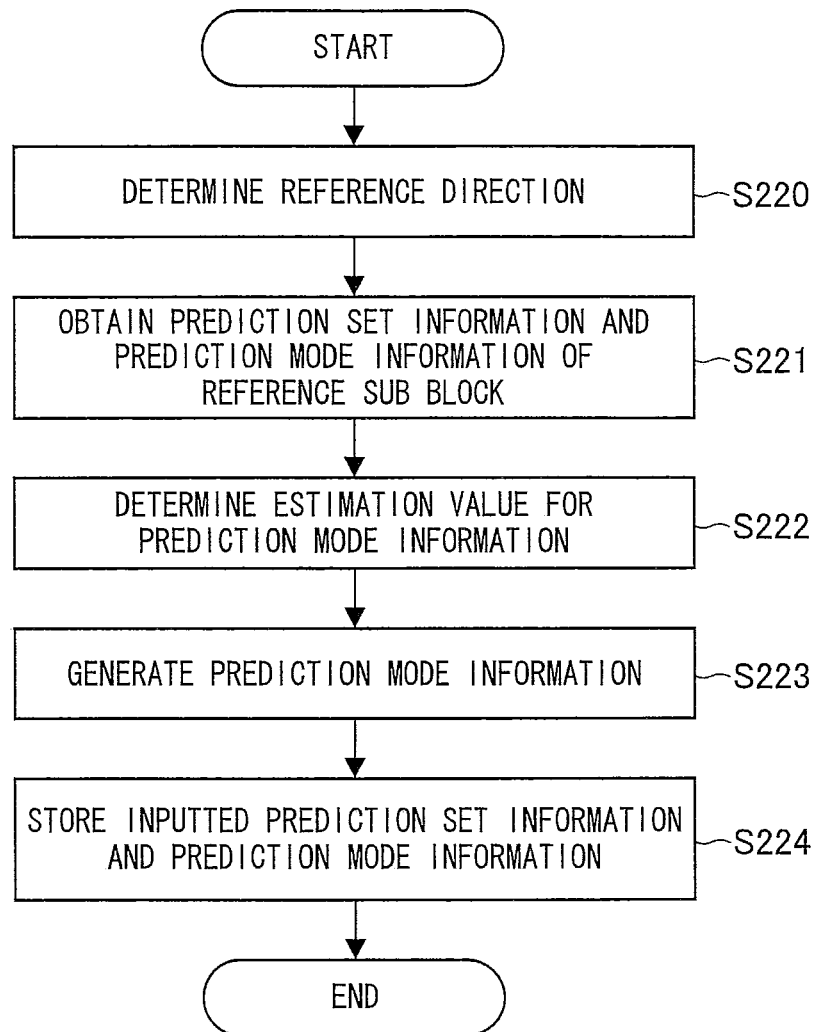 START
DETERMINE REFERENCE DIRECTION
S220
OBTAIN PREDICTION SET INFORMATION AND
PREDICTION MODE INFORMATION OF
REFERENCE SUB BLOCK
S221
DETERMINE ESTIMATION VALUE FOR
PREDICTION MODE INFORMATION
S222
GENERATE PREDICTION MODE INFORMATION
S223
STORE INPUTTED PREDICTION SET INFORMATION
AND PREDICTION MODE INFORMATION
S224
END